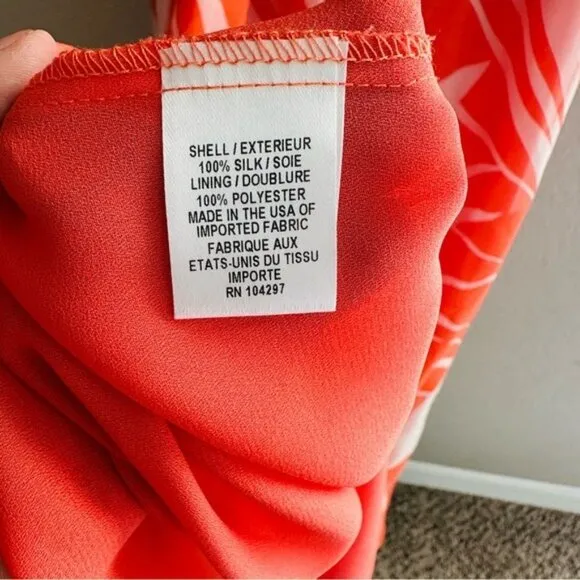 SHELL / EXTERIEUR
100% SILK / SOIE
LINING / DOUBLURE
100% POLYESTER
MADE IN THE USA OF
IMPORTED FABRIC
FABRIQUE AUX
ETATS-UNIS DU TISSU
IMPORTE
RN 104297